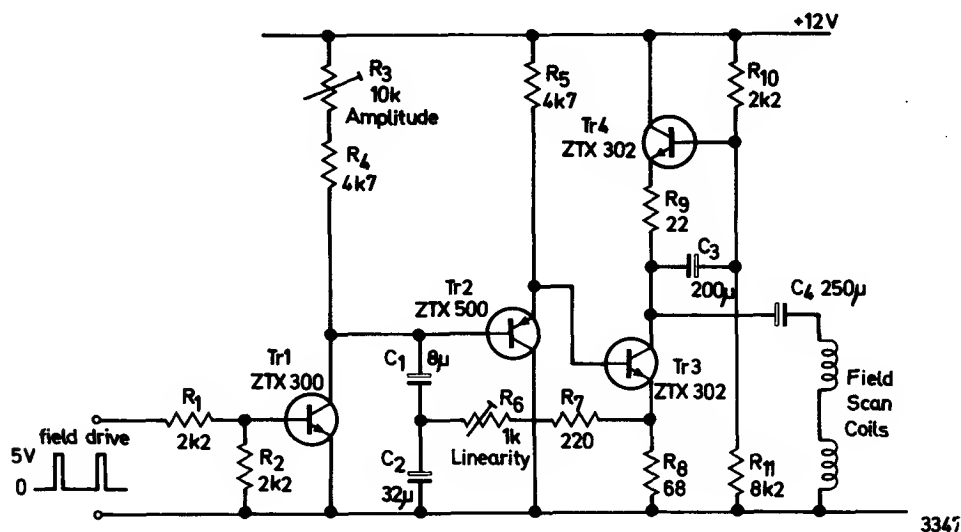 +12V
R3
10k
Amplitude
R4
4k7
R5
4k7
R10
2k2
Tr4
ZTX 302
R9
22
C3
200µ
C4 250µ
Tr2
ZTX 500
Tr1
ZTX 300
C1
8µ
Tr3
ZTX 302
Field
Scan
Coils
R1
2k2
R6
1k
Linearity
R7
220
field drive
5V
0
R2
2k2
C2
32µ
R8
68
R11
8k2
3347